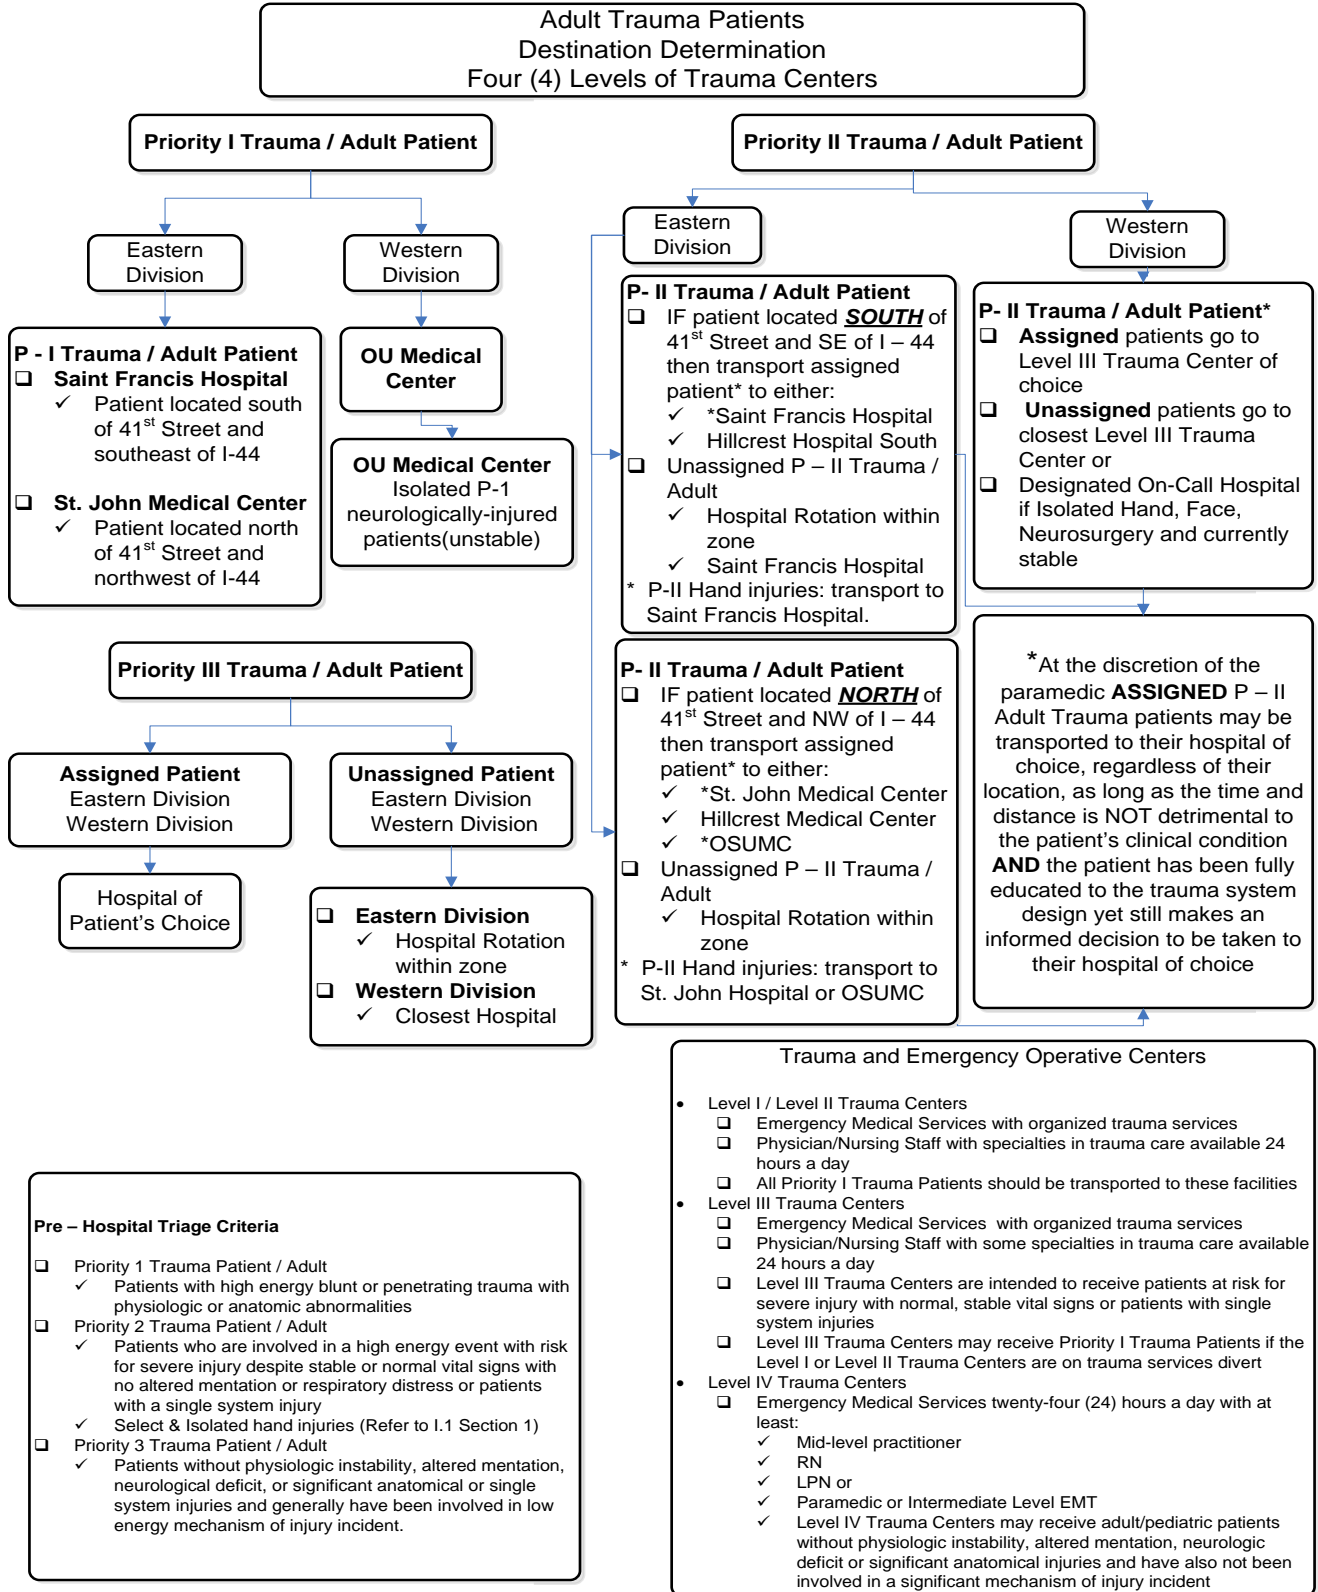 Adult Trauma Patients
Destination Determination
Four (4) Levels of Trauma Centers
Priority I Trauma / Adult Patient
Eastern
Division
Western
Division
P - I Trauma / Adult Patient
❑ Saint Francis Hospital
✓ Patient located south
of 41st Street and
southeast of I-44
❑ St. John Medical Center
✓ Patient located north
of 41st Street and
northwest of I-44
OU Medical
Center
OU Medical Center
Isolated P-1
neurologically-injured
patients(unstable)
Priority II Trauma / Adult Patient
Eastern
Division
Western
Division
P- II Trauma / Adult Patient
❑ IF patient located SOUTH of
41st Street and SE of I – 44
then transport assigned
patient* to either:
✓ *Saint Francis Hospital
✓ Hillcrest Hospital South
❑ Unassigned P – II Trauma /
Adult
✓ Hospital Rotation within
zone
✓ Saint Francis Hospital
* P-II Hand injuries: transport to
Saint Francis Hospital.
P- II Trauma / Adult Patient
❑ IF patient located NORTH of
41st Street and NW of I – 44
then transport assigned
patient* to either:
✓ *St. John Medical Center
✓ Hillcrest Medical Center
✓ *OSUMC
❑ Unassigned P – II Trauma /
Adult
✓ Hospital Rotation within
zone
* P-II Hand injuries: transport to
St. John Hospital or OSUMC
P- II Trauma / Adult Patient*
❑ Assigned patients go to
Level III Trauma Center of
choice
❑ Unassigned patients go to
closest Level III Trauma
Center or
❑ Designated On-Call Hospital
if Isolated Hand, Face,
Neurosurgery and currently
stable
*At the discretion of the
paramedic ASSIGNED P – II
Adult Trauma patients may be
transported to their hospital of
choice, regardless of their
location, as long as the time and
distance is NOT detrimental to
the patient's clinical condition
AND the patient has been fully
educated to the trauma system
design yet still makes an
informed decision to be taken to
their hospital of choice
Priority III Trauma / Adult Patient
Assigned Patient
Eastern Division
Western Division
Hospital of
Patient's Choice
Unassigned Patient
Eastern Division
Western Division
❑ Eastern Division
✓ Hospital Rotation
within zone
❑ Western Division
✓ Closest Hospital
Pre – Hospital Triage Criteria
❑ Priority 1 Trauma Patient / Adult
✓ Patients with high energy blunt or penetrating trauma with
physiologic or anatomic abnormalities
❑ Priority 2 Trauma Patient / Adult
✓ Patients who are involved in a high energy event with risk
for severe injury despite stable or normal vital signs with
no altered mentation or respiratory distress or patients
with a single system injury
✓ Select & Isolated hand injuries (Refer to I.1 Section 1)
❑ Priority 3 Trauma Patient / Adult
✓ Patients without physiologic instability, altered mentation,
neurological deficit, or significant anatomical or single
system injuries and generally have been involved in low
energy mechanism of injury incident.
Trauma and Emergency Operative Centers
• Level I / Level II Trauma Centers
❑ Emergency Medical Services with organized trauma services
❑ Physician/Nursing Staff with specialties in trauma care available 24
hours a day
❑ All Priority I Trauma Patients should be transported to these facilities
• Level III Trauma Centers
❑ Emergency Medical Services with organized trauma services
❑ Physician/Nursing Staff with some specialties in trauma care available
24 hours a day
❑ Level III Trauma Centers are intended to receive patients at risk for
severe injury with normal, stable vital signs or patients with single
system injuries
❑ Level III Trauma Centers may receive Priority I Trauma Patients if the
Level I or Level II Trauma Centers are on trauma services divert
• Level IV Trauma Centers
❑ Emergency Medical Services twenty-four (24) hours a day with at
least:
✓ Mid-level practitioner
✓ RN
✓ LPN or
✓ Paramedic or Intermediate Level EMT
✓ Level IV Trauma Centers may receive adult/pediatric patients
without physiologic instability, altered mentation, neurologic
deficit or significant anatomical injuries and have also not been
involved in a significant mechanism of injury incident